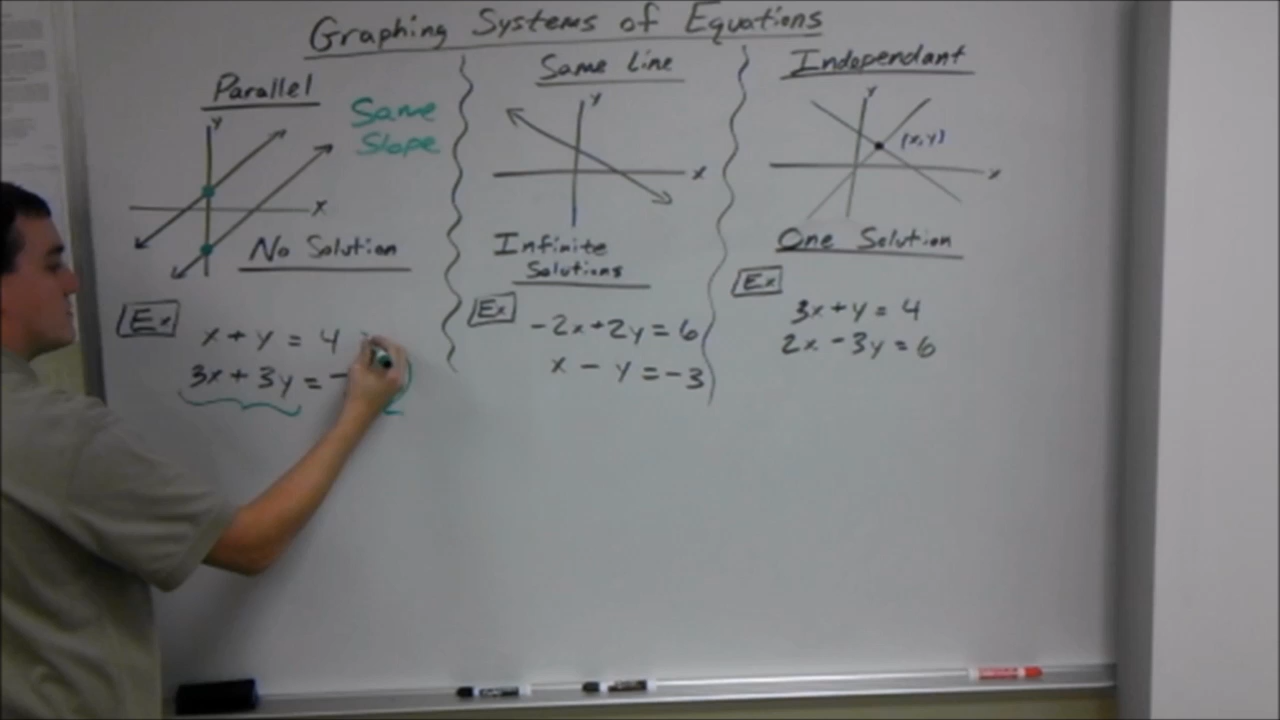 Graphing Systems of Equations
Parallel
Same
Slope
y
x
No Solution
Ex
x + y = 4
3x + 3y = -
Same Line
y
x
Infinite
Solutions
Ex
-2x+2y=6
x - y = -3
Independant
y
(x,y)
x
One Solution
Ex
3x+y = 4
2x -3y = 6